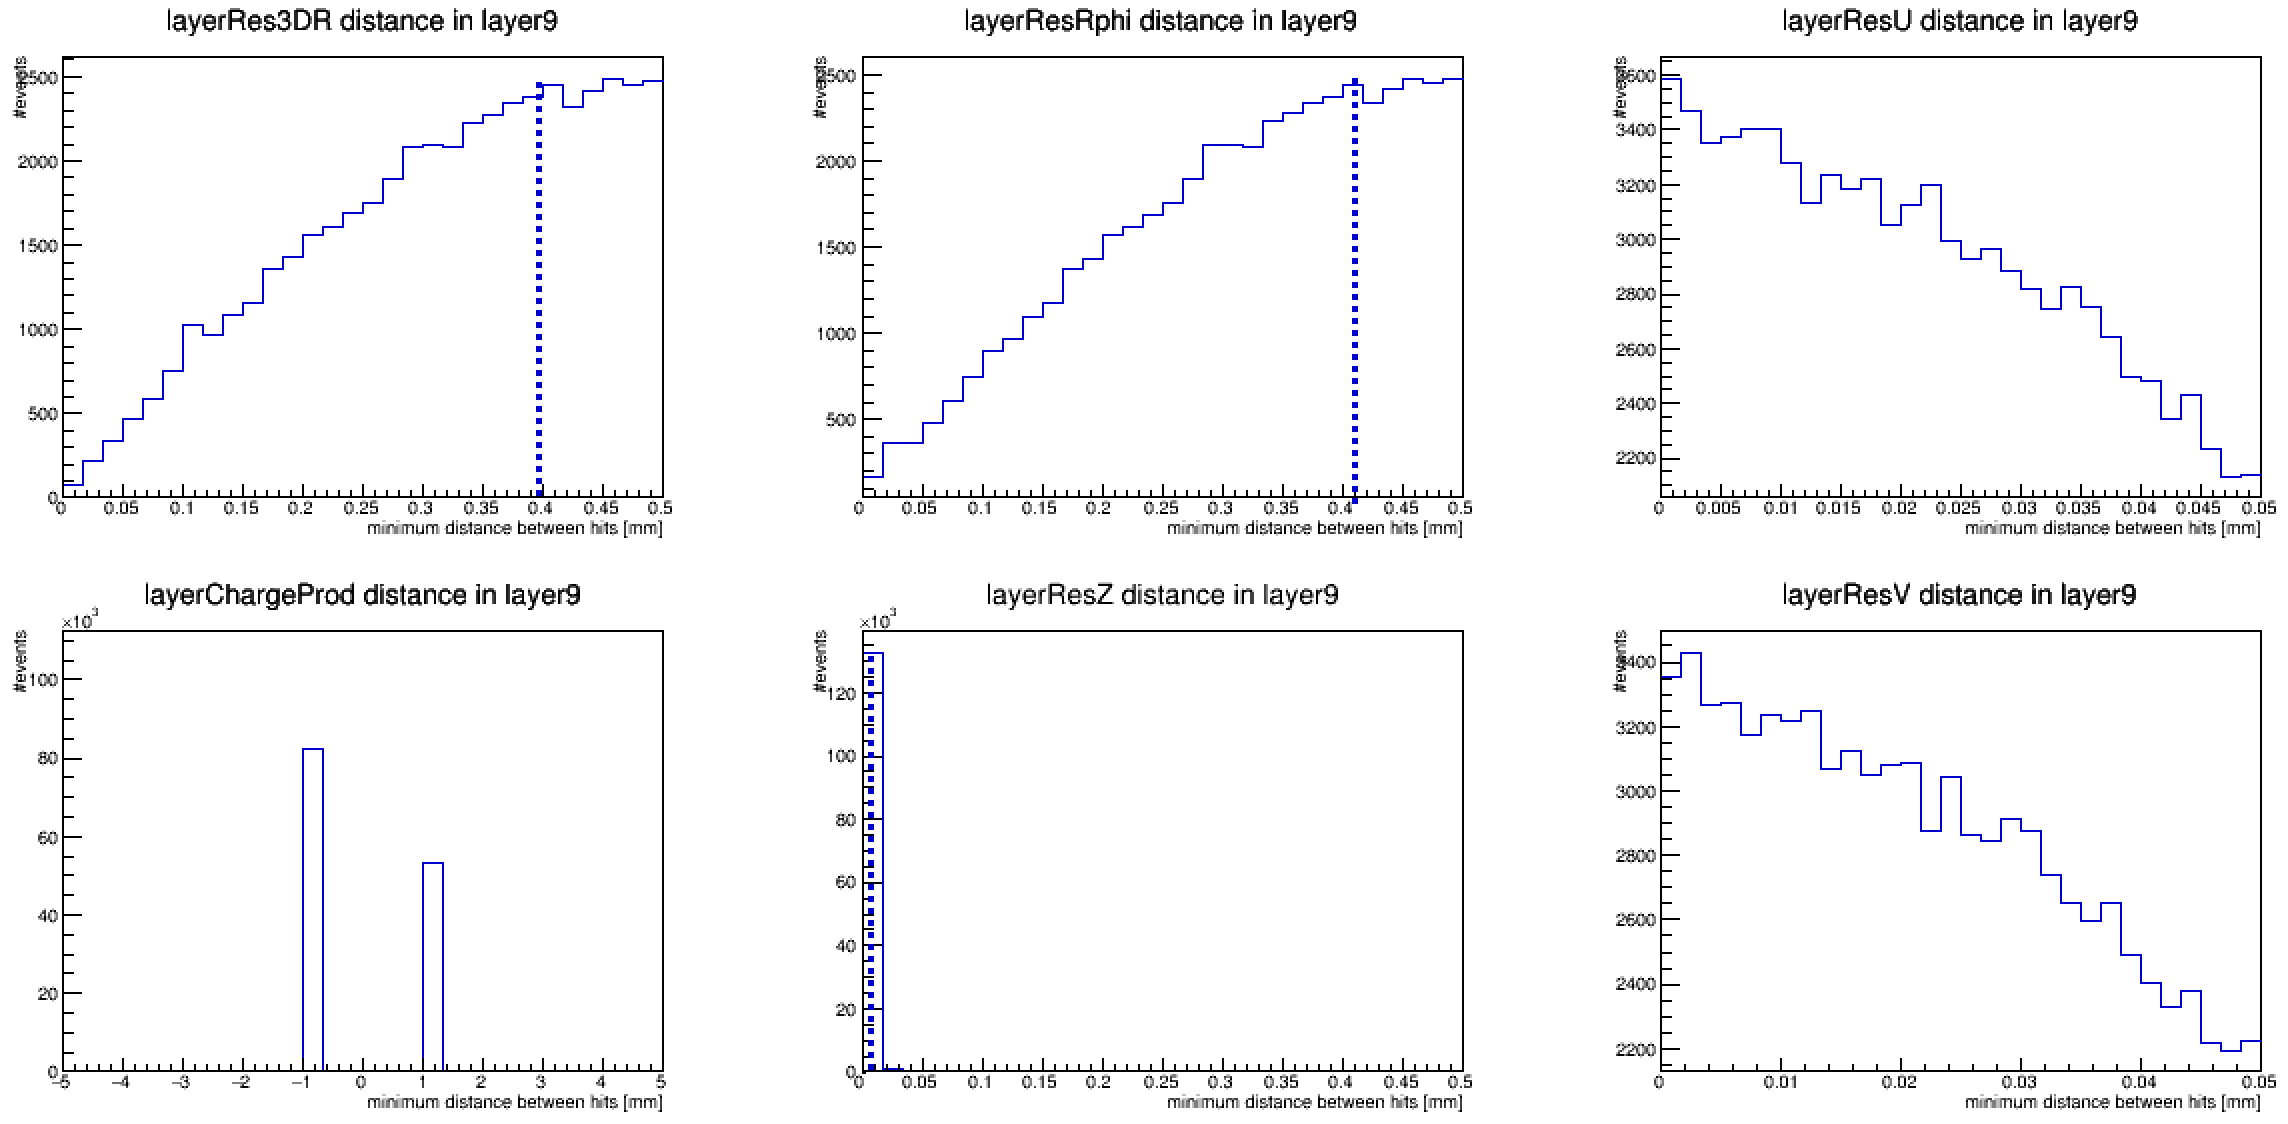 layerRes3DR distance in layer9
#events
2500
2000
1500
1000
500
0
0 0.05 0.1 0.15 0.2 0.25 0.3 0.35 0.4 0.45 0.5
minimum distance between hits [mm]
layerResRphi distance in layer9
#events
2500
2000
1500
1000
500
0 0.05 0.1 0.15 0.2 0.25 0.3 0.35 0.4 0.45 0.5
minimum distance between hits [mm]
layerResU distance in layer9
#events
3600
3400
3200
3000
2800
2600
2400
2200
0 0.005 0.01 0.015 0.02 0.025 0.03 0.035 0.04 0.045 0.05
minimum distance between hits [mm]
layerChargeProd distance in layer9
×10³
#events
100
80
60
40
20
0
−5 −4 −3 −2 −1 0 1 2 3 4 5
minimum distance between hits [mm]
layerResZ distance in layer9
×10³
#events
120
100
80
60
40
20
0
0 0.05 0.1 0.15 0.2 0.25 0.3 0.35 0.4 0.45 0.5
minimum distance between hits [mm]
layerResV distance in layer9
#events
3400
3200
3000
2800
2600
2400
2200
0 0.01 0.02 0.03 0.04 0.05
minimum distance between hits [mm]